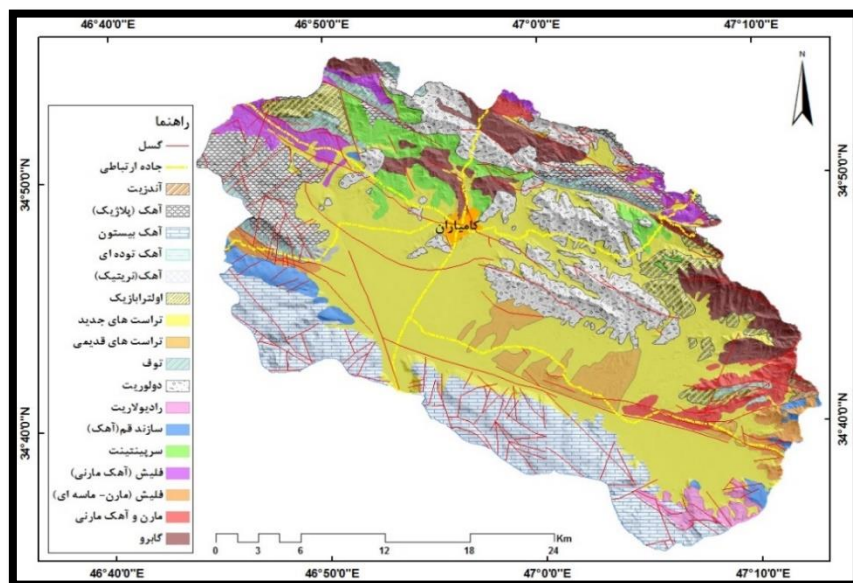 46°40'0"E 46°50'0"E 47°0'0"E 47°10'0"E
N
34°50'0"N 34°50'0"N
34°40'0"N 34°40'0"N
راهنما
گسل
جاده ارتباطی
آندزیت
آهک (پلاژیک)
آهک بیستون
آهک توده ای
آهک(نریتیک)
اولترابازیک
تراست های جدید
تراست های قدیمی
توف
دولوریت
رادیولاریت
سازند قم(آهک)
سرپینتینت
فلیش (آهک مارنی)
فلیش (مارن- ماسه ای)
مارن و آهک مارنی
گابرو
کامیاران
0 3 6 12 18 24 Km
46°40'0"E 46°50'0"E 47°0'0"E 47°10'0"E